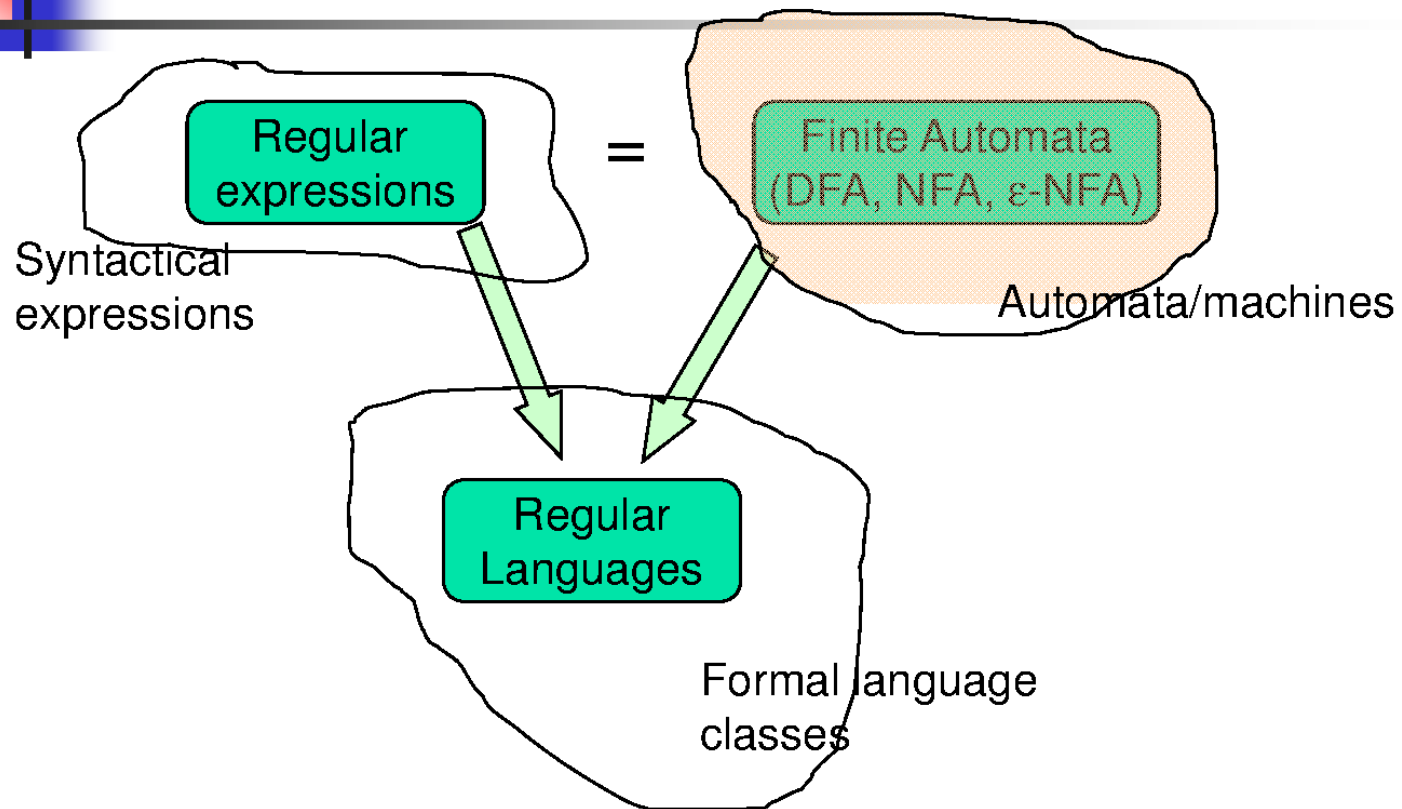 Regular
expressions
=
Finite Automata
(DFA, NFA, ε-NFA)
Syntactical
expressions
Automata/machines
Regular
Languages
Formal language
classes